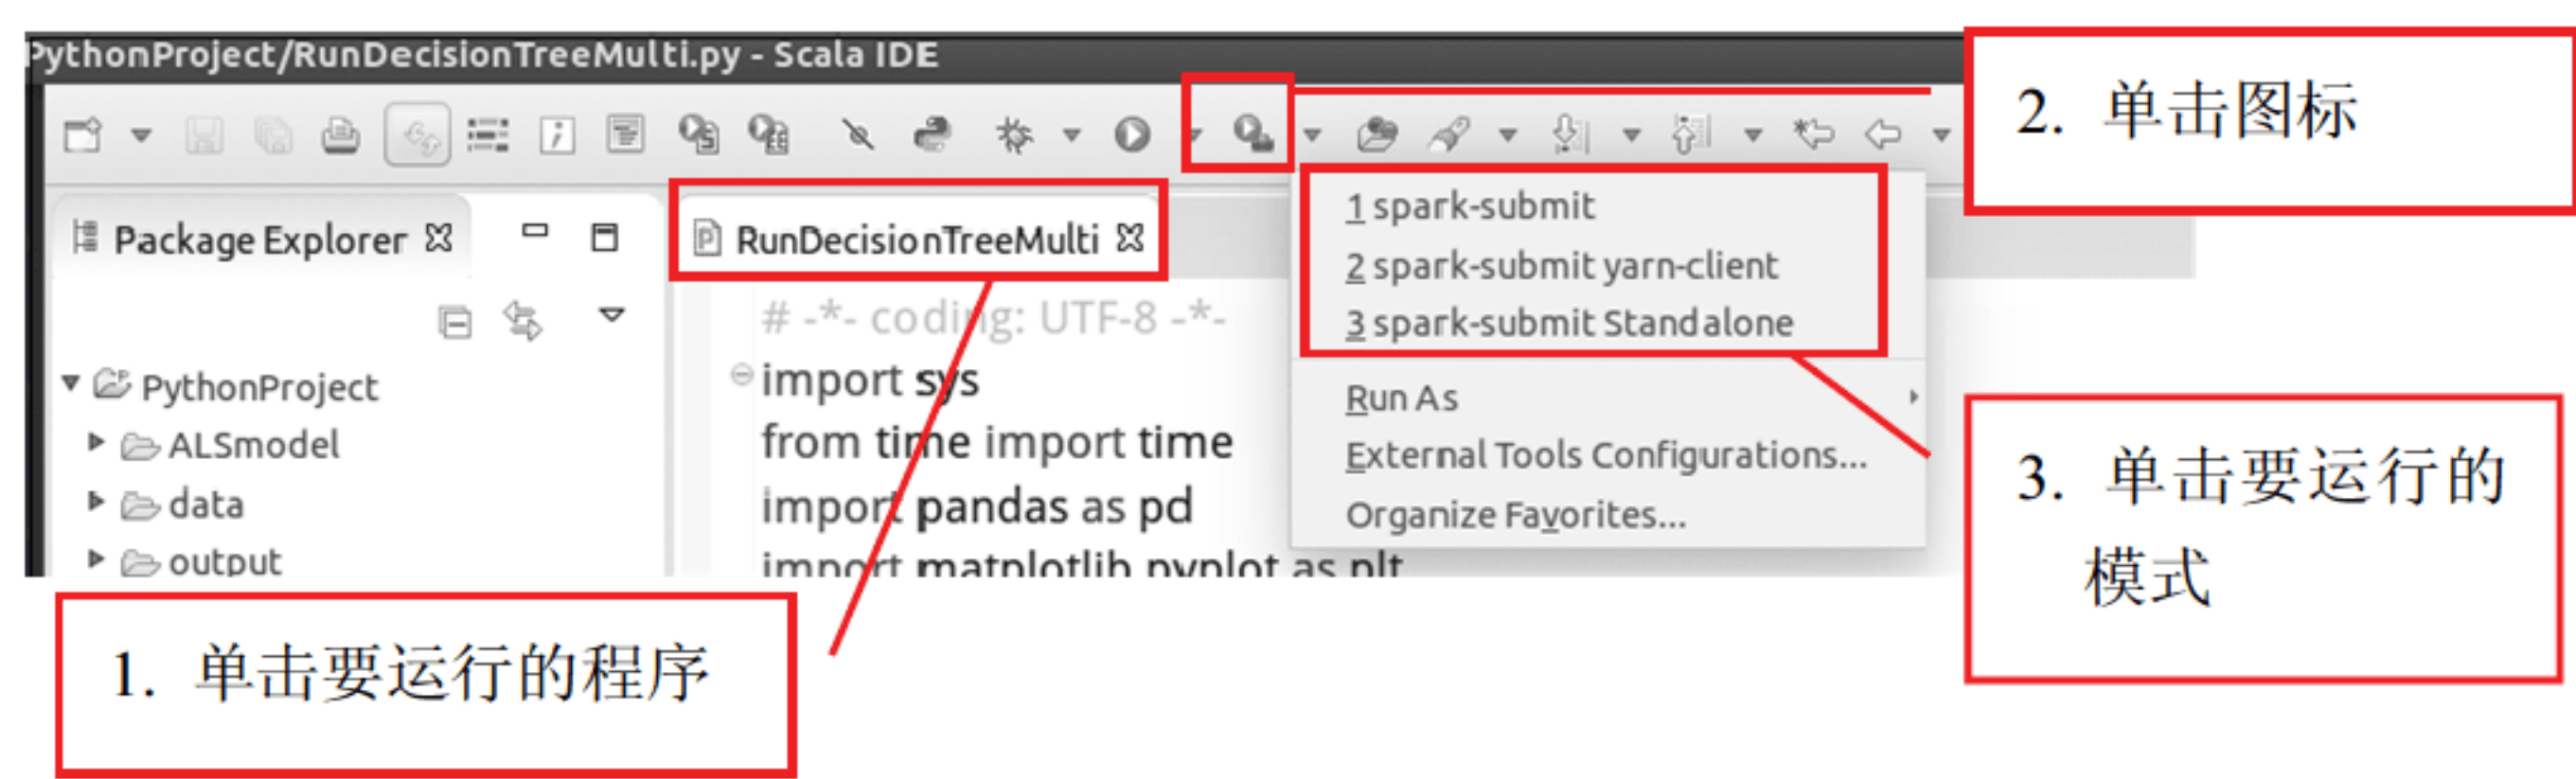 PythonProject/RunDecisionTreeMulti.py - Scala IDE
2. 单击图标
Package Explorer
RunDecisionTreeMulti
1 spark-submit
2 spark-submit yarn-client
3 spark-submit Standalone
Run As
External Tools Configurations...
Organize Favorites...
# -*- coding: UTF-8 -*-
import sys
from time import time
import pandas as pd
import matplotlib.pyplot as plt
PythonProject
ALSmodel
data
output
3. 单击要运行的
模式
1. 单击要运行的程序